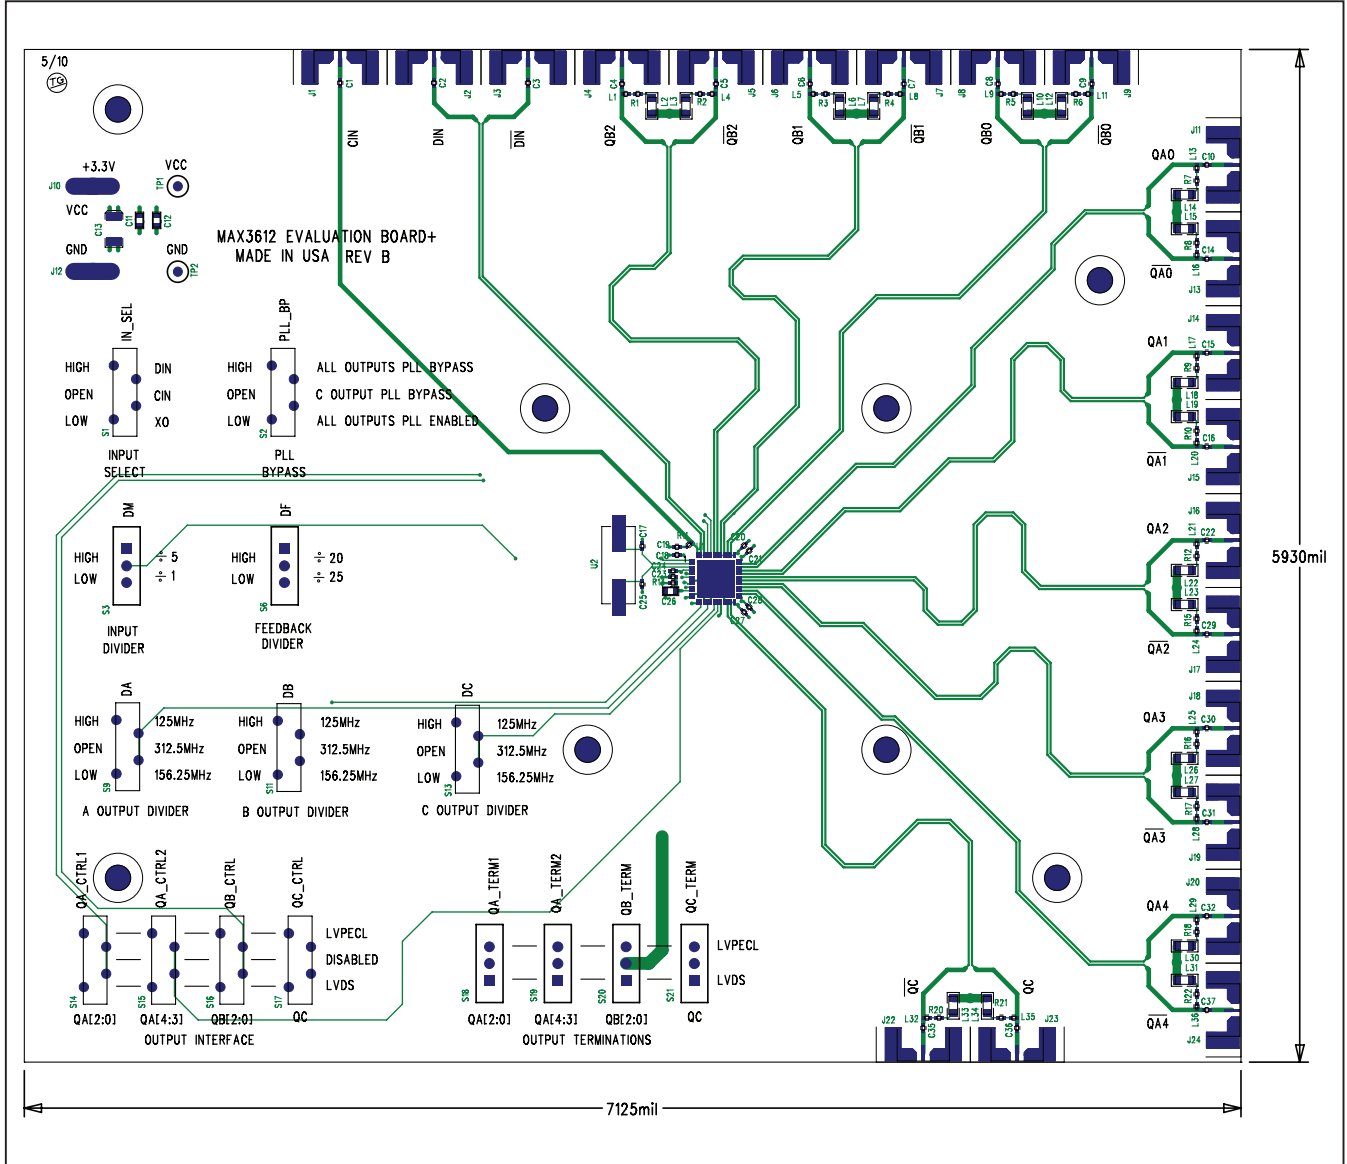 5/10
TG
J1 C1 C2 J2 J3 C3 J4 C4 C5 J5 J6 C6 C7 J7 J8 C8 C9 J9
L1 R1 L2 L3 R2 L4 L5 R3 L6 L7 R4 L8 L9 R5 L10 L12 R6 L11
CIN DIN DIN QB2 QB2 QB1 QB1 QB0 QB0
+3.3V VCC
J10 TP1
VCC
C13 C11 C12
GND GND
J12 TP2
MAX3612 EVALUATION BOARD+
MADE IN USA REV B
J11
QA0 L13 C10
R7
L14
L15
R8
QA0 L16 C14
J13
J14
QA1 L17 C15
R9
L18
L19
R10
QA1 L20 C16
J15
IN_SEL
HIGH DIN
OPEN CIN
LOW XO
S1
INPUT
SELECT
PLL_BP
HIGH ALL OUTPUTS PLL BYPASS
OPEN C OUTPUT PLL BYPASS
LOW ALL OUTPUTS PLL ENABLED
S2
PLL
BYPASS
DM
HIGH ÷ 5
LOW ÷ 1
S3
INPUT
DIVIDER
DF
HIGH ÷ 20
LOW ÷ 25
S6
FEEDBACK
DIVIDER
U2 C17 C19 C18 C20 C21
C25 C26 C28 C27
J16
QA2 L21 C22
R12
L22
L23
R15
QA2 L24 C29
J17
5930mil
J18
QA3 L25 C30
R16
L26
L27
R17
QA3 L28 C31
J19
DA
HIGH 125MHz
OPEN 312.5MHz
LOW 156.25MHz
S9
A OUTPUT DIVIDER
DB
HIGH 125MHz
OPEN 312.5MHz
LOW 156.25MHz
S11
B OUTPUT DIVIDER
DC
HIGH 125MHz
OPEN 312.5MHz
LOW 156.25MHz
S13
C OUTPUT DIVIDER
J20
QA4 L29 C32
R18
L30
L31
R22
QA4 L36 C37
J24
QA_CTRL1 QA_CTRL2 QB_CTRL QC_CTRL
LVPECL
DISABLED
LVDS
S14 S15 S16 S17
QA[2:0] QA[4:3] QB[2:0] QC
OUTPUT INTERFACE
QA_TERM1 QA_TERM2 QB_TERM QC_TERM
LVPECL
LVDS
S18 S19 S20 S21
QA[2:0] QA[4:3] QB[2:0] QC
OUTPUT TERMINATIONS
QC QC
J22 L32 C35 R20 L33 L34 R21 C36 L35 J23
7125mil